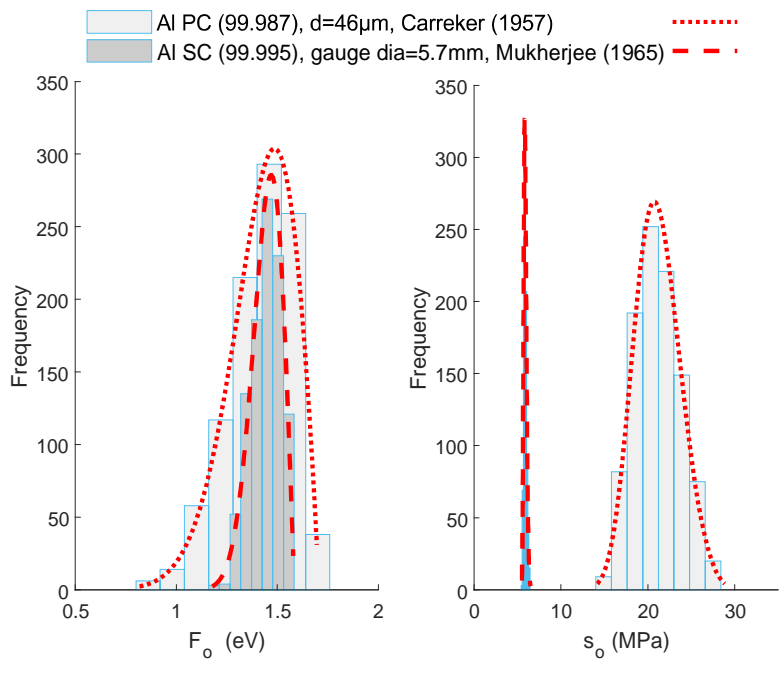 Al PC (99.987), d=46μm, Carreker (1957)
Al SC (99.995), gauge dia=5.7mm, Mukherjee (1965)
350
300
250
200
150
100
50
0
Frequency
0.5 1 1.5 2
F_o (eV)
350
300
250
200
150
100
50
0
Frequency
0 10 20 30
s_o (MPa)